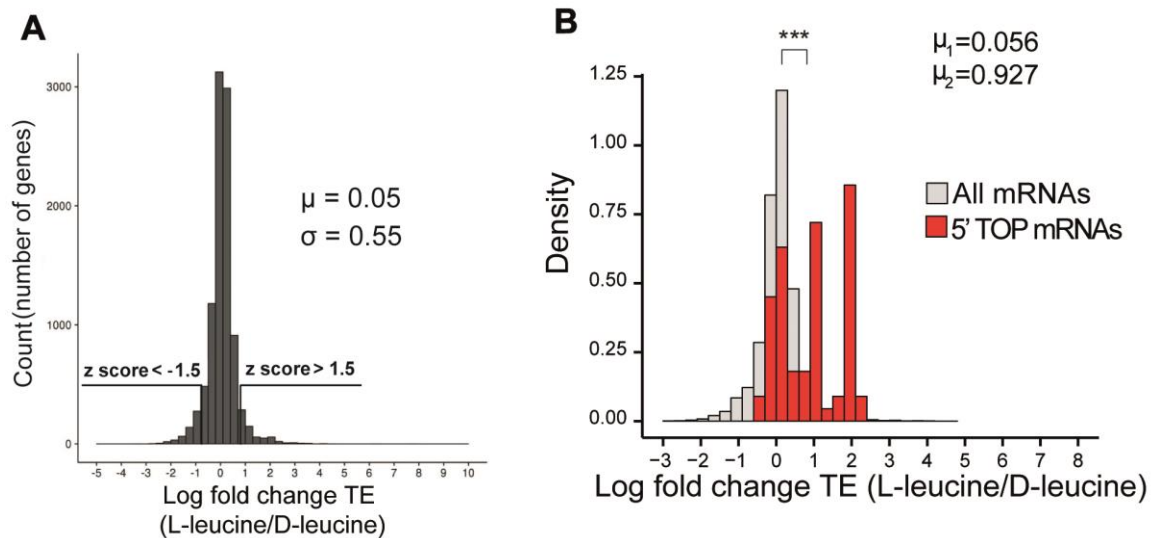 A
Count(number of genes)
3000
2000
1000
0
μ = 0.05
σ = 0.55
z score < -1.5
z score > 1.5
-5 -4 -3 -2 -1 0 1 2 3 4 5 6 7 8 9 10
Log fold change TE
(L-leucine/D-leucine)
B
***
μ1=0.056
μ2=0.927
Density
1.25
1.00
0.75
0.50
0.25
0.00
All mRNAs
5' TOP mRNAs
−3 −2 −1 0 1 2 3 4 5 6 7 8
Log fold change TE (L-leucine/D-leucine)